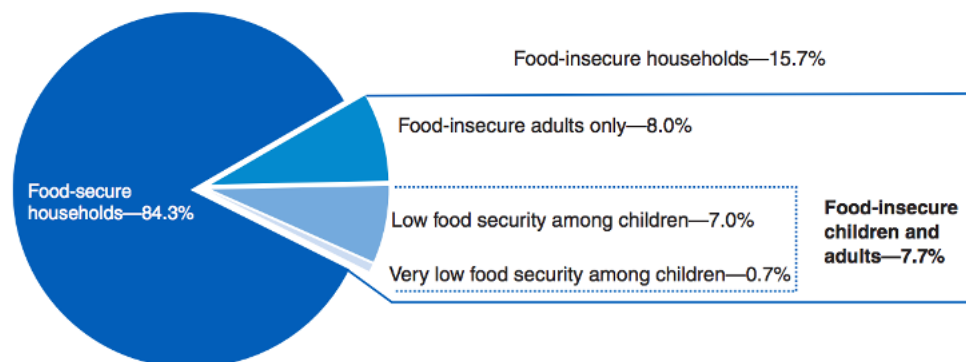 Food-insecure households—15.7%
Food-insecure adults only—8.0%
Food-secure
households—84.3%
Low food security among children—7.0%
Very low food security among children—0.7%
Food-insecure
children and
adults—7.7%